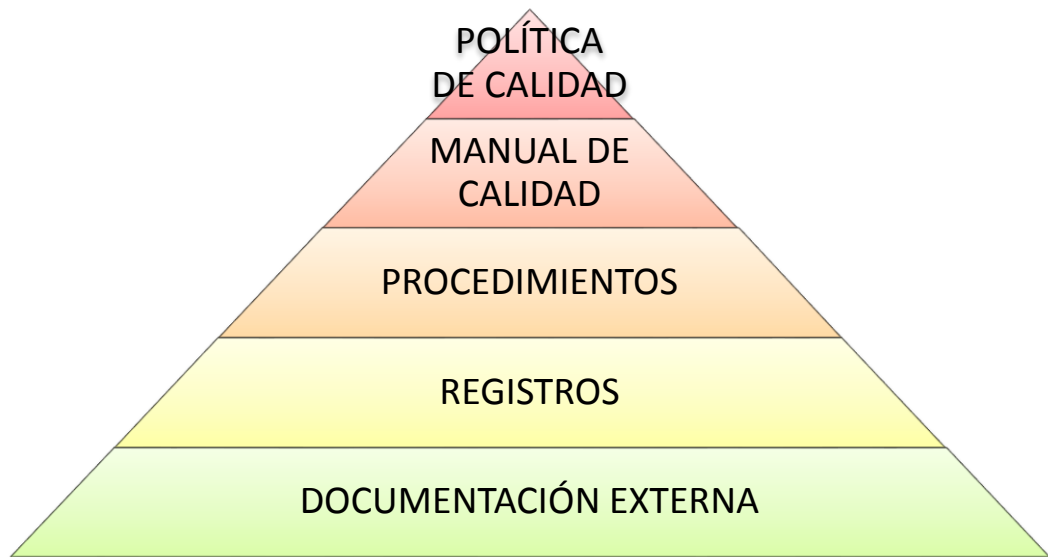 POLÍTICA
DE CALIDAD
MANUAL DE
CALIDAD
PROCEDIMIENTOS
REGISTROS
DOCUMENTACIÓN EXTERNA